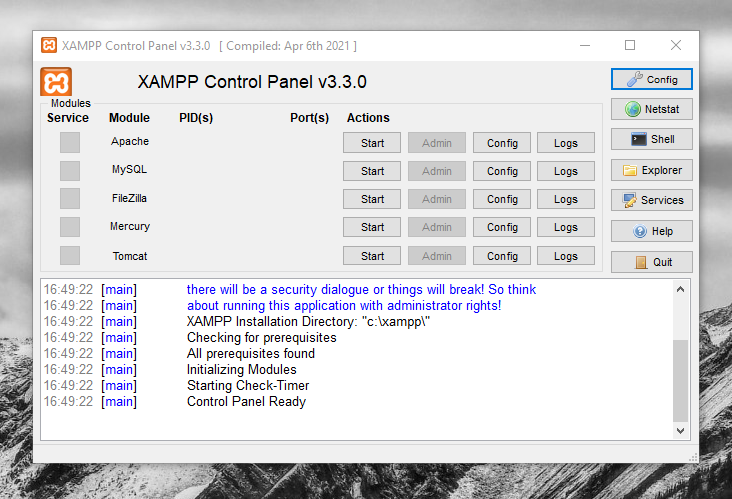 XAMPP Control Panel v3.3.0 [ Compiled: Apr 6th 2021 ]
XAMPP Control Panel v3.3.0
Config
Modules
Service Module PID(s) Port(s) Actions
Netstat
Apache Start Admin Config Logs
Shell
MySQL Start Admin Config Logs
Explorer
FileZilla Start Admin Config Logs
Services
Mercury Start Admin Config Logs
Help
Tomcat Start Admin Config Logs
Quit
16:49:22 [main] there will be a security dialogue or things will break! So think
16:49:22 [main] about running this application with administrator rights!
16:49:22 [main] XAMPP Installation Directory: "c:\xampp\"
16:49:22 [main] Checking for prerequisites
16:49:22 [main] All prerequisites found
16:49:22 [main] Initializing Modules
16:49:22 [main] Starting Check-Timer
16:49:22 [main] Control Panel Ready